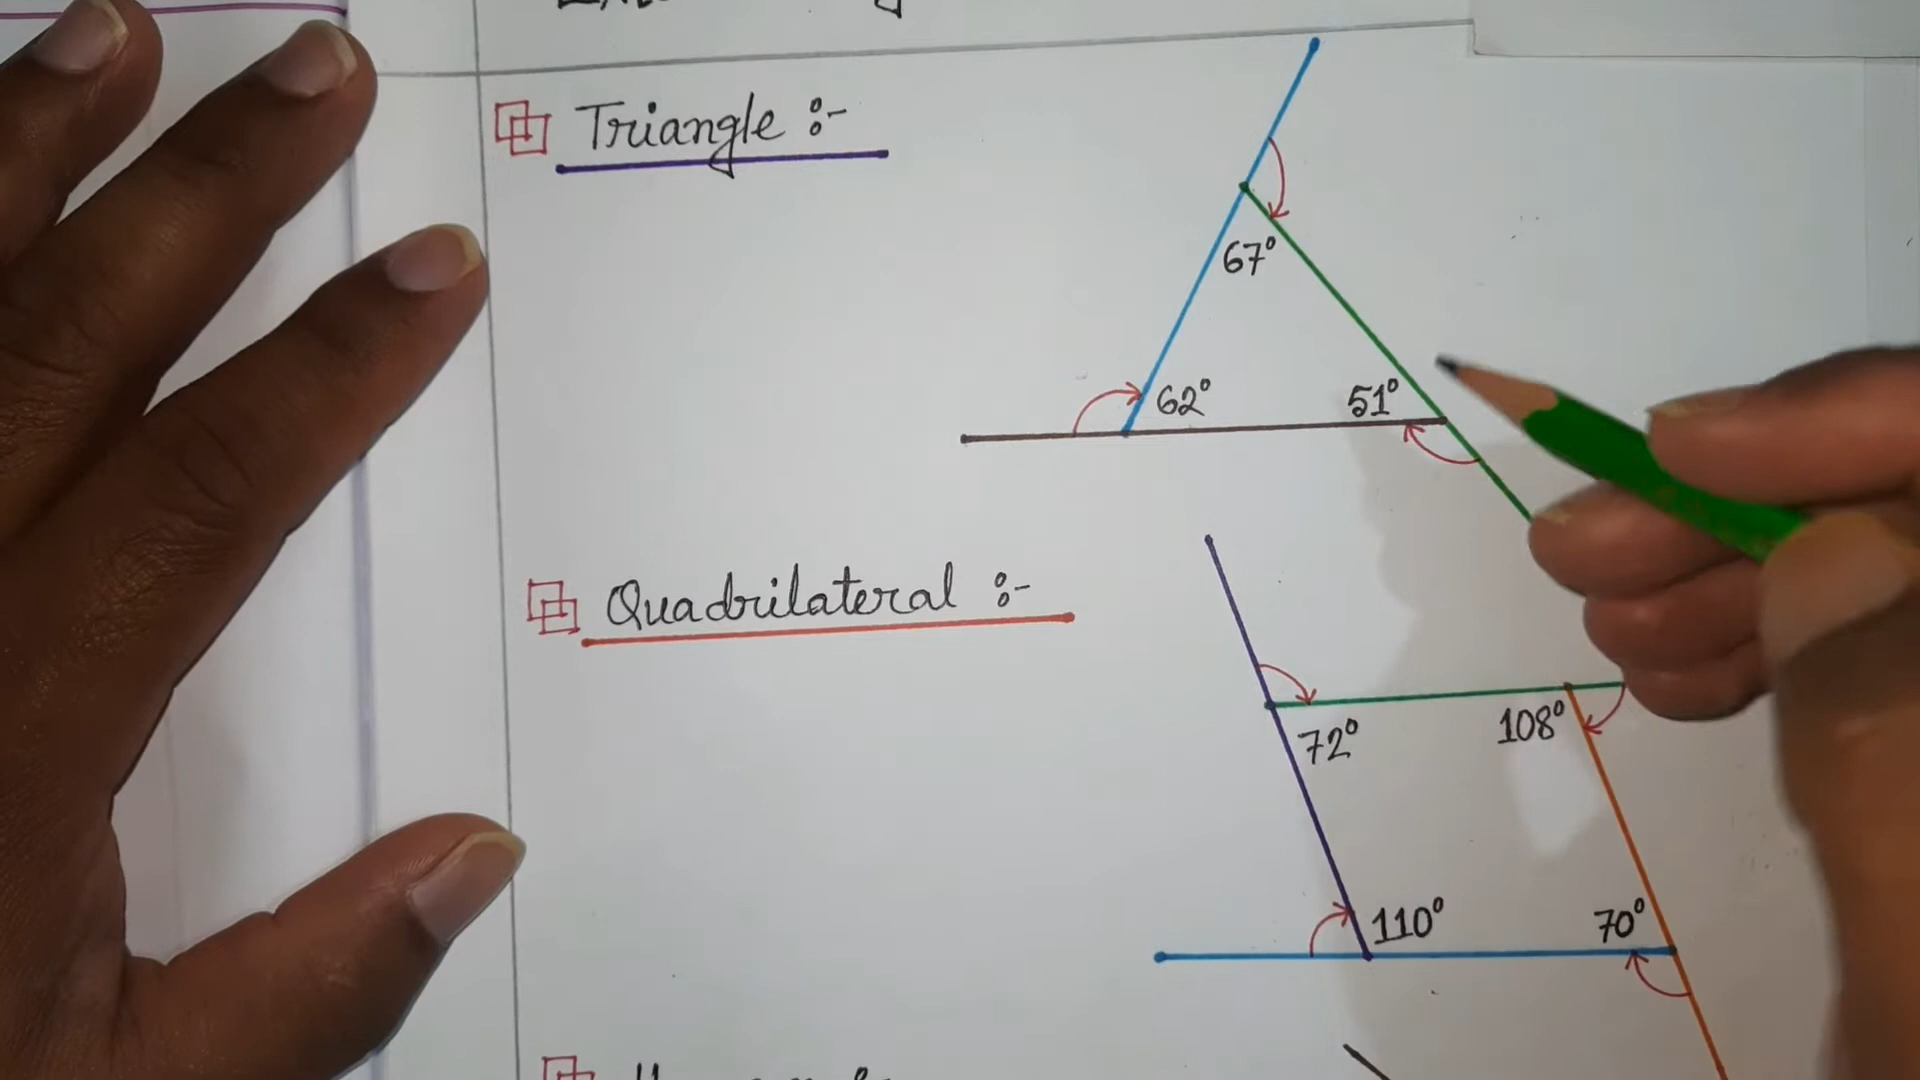 Triangle :-
67°
62° 51°
Quadrilateral :-
72° 108°
110° 70°